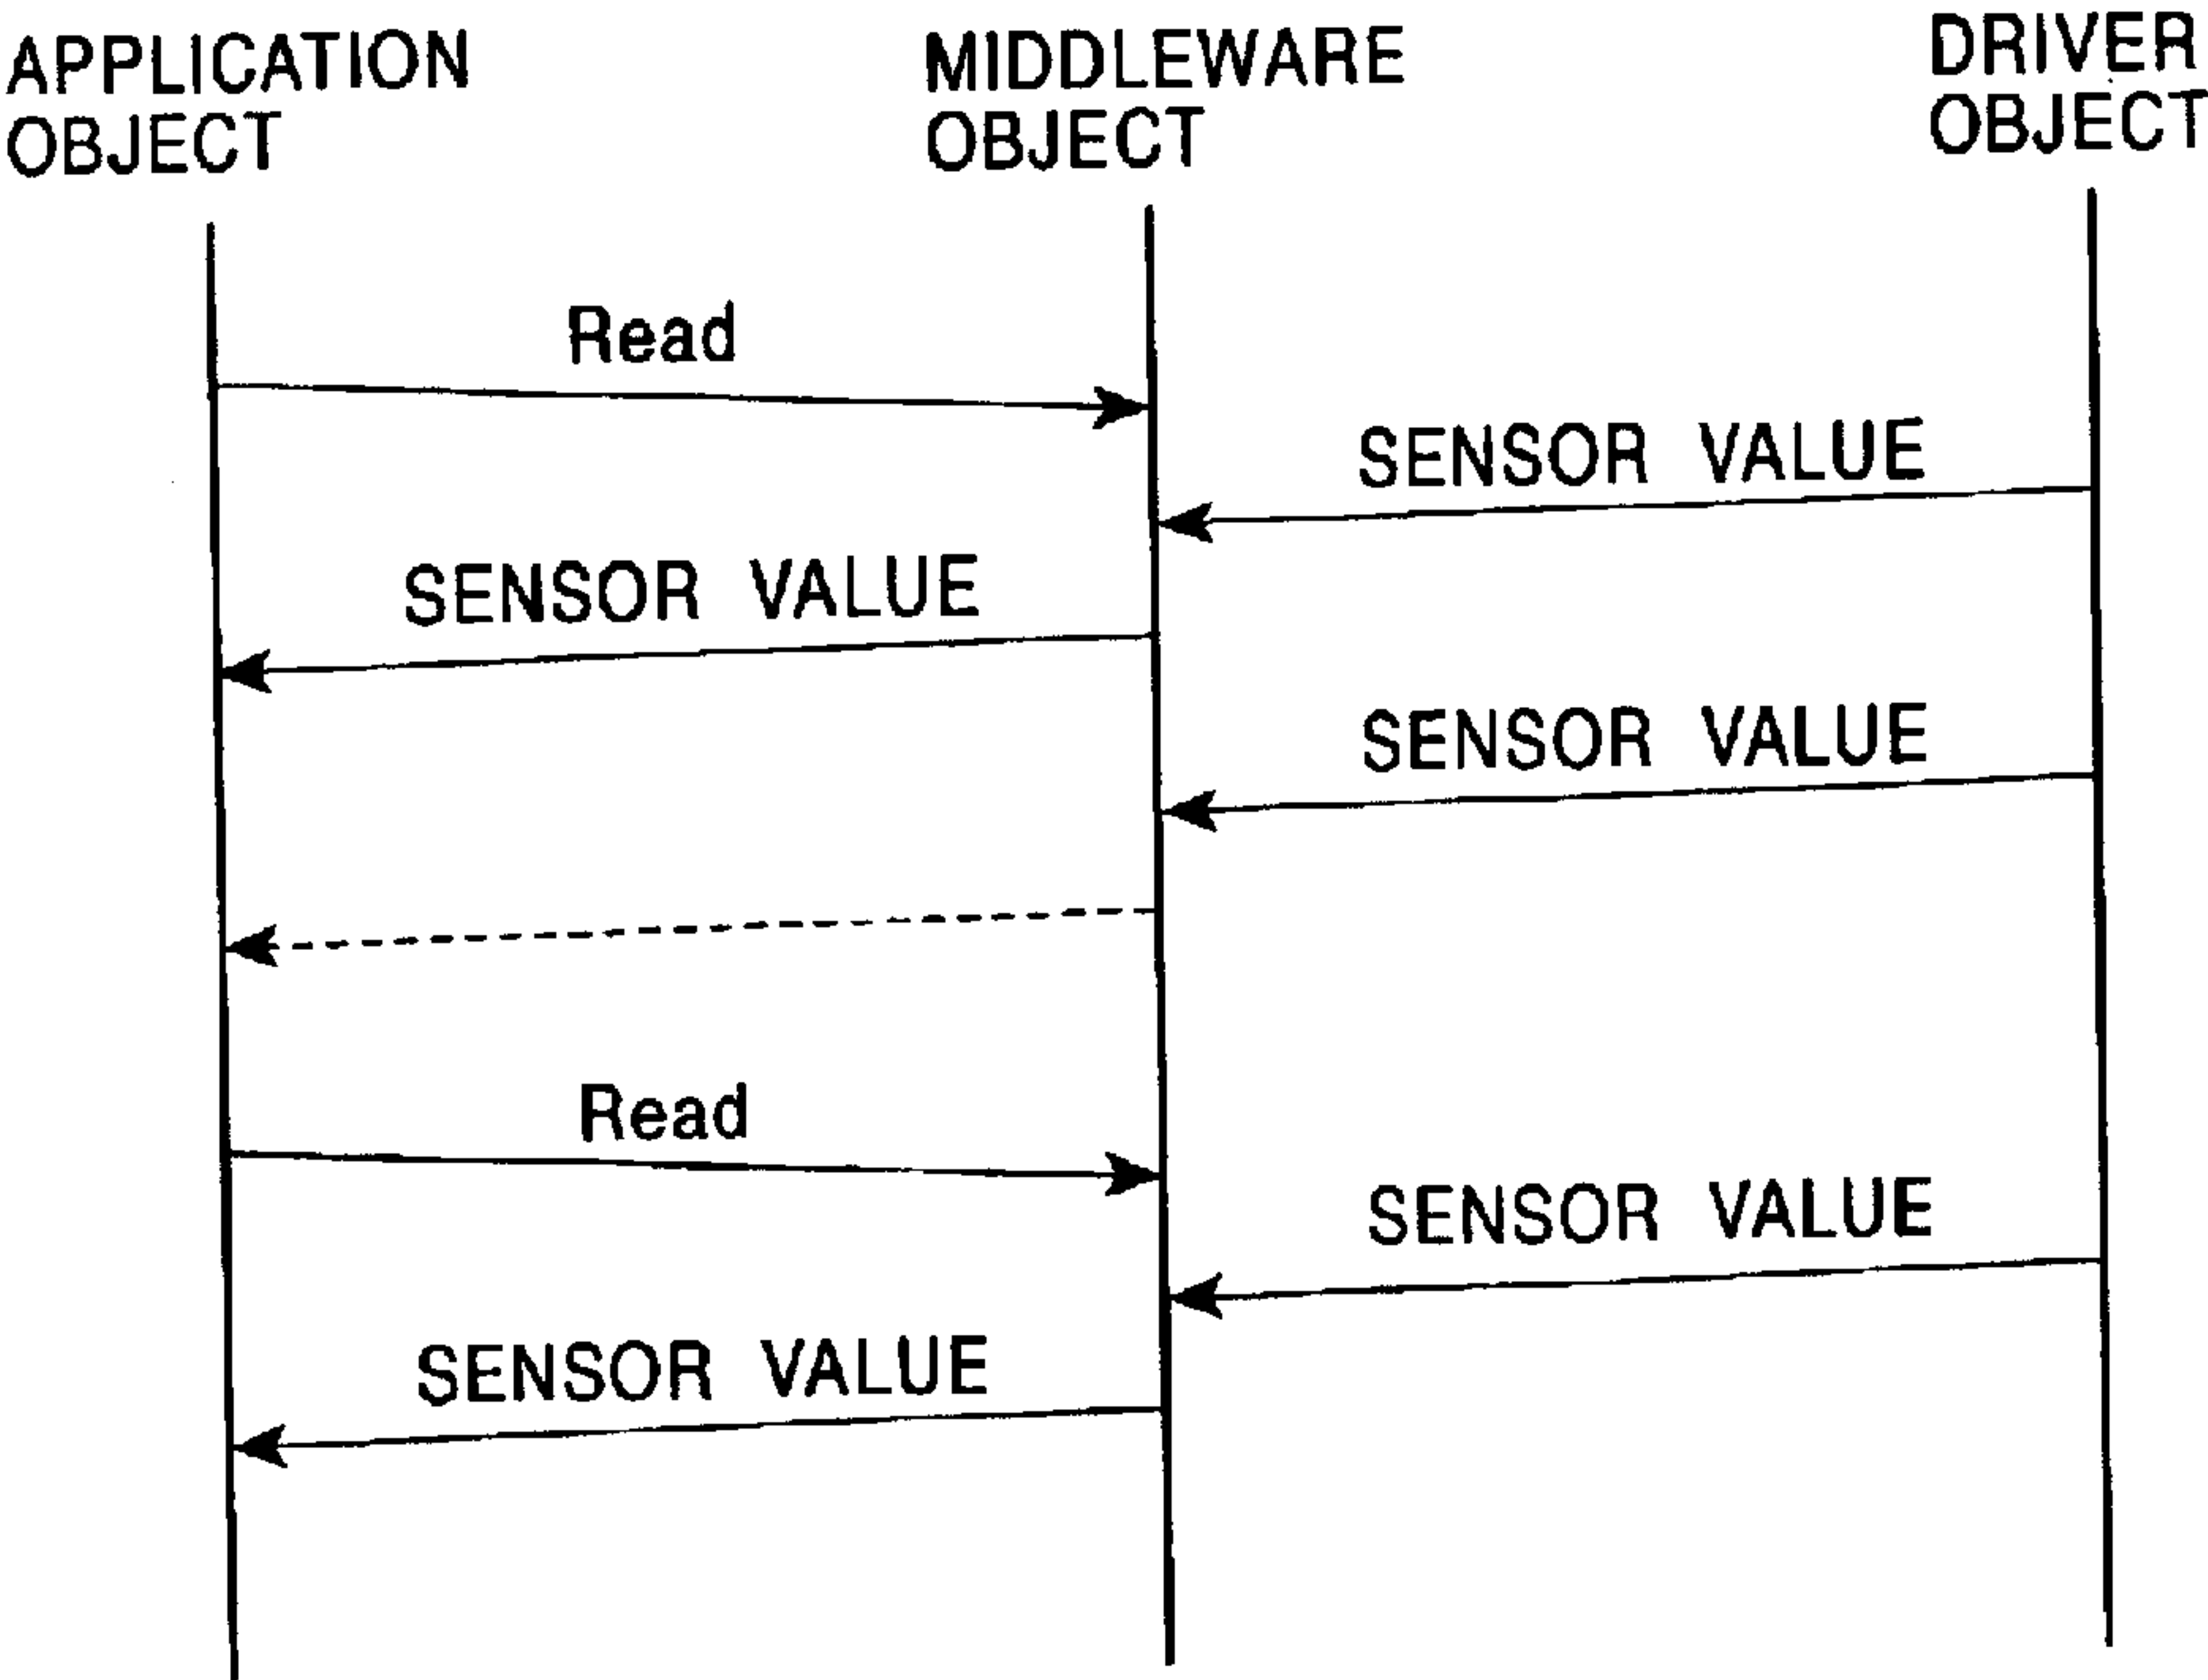 APPLICATION
OBJECT
MIDDLEWARE
OBJECT
DRIVER
OBJECT
Read
SENSOR VALUE
SENSOR VALUE
SENSOR VALUE
Read
SENSOR VALUE
SENSOR VALUE